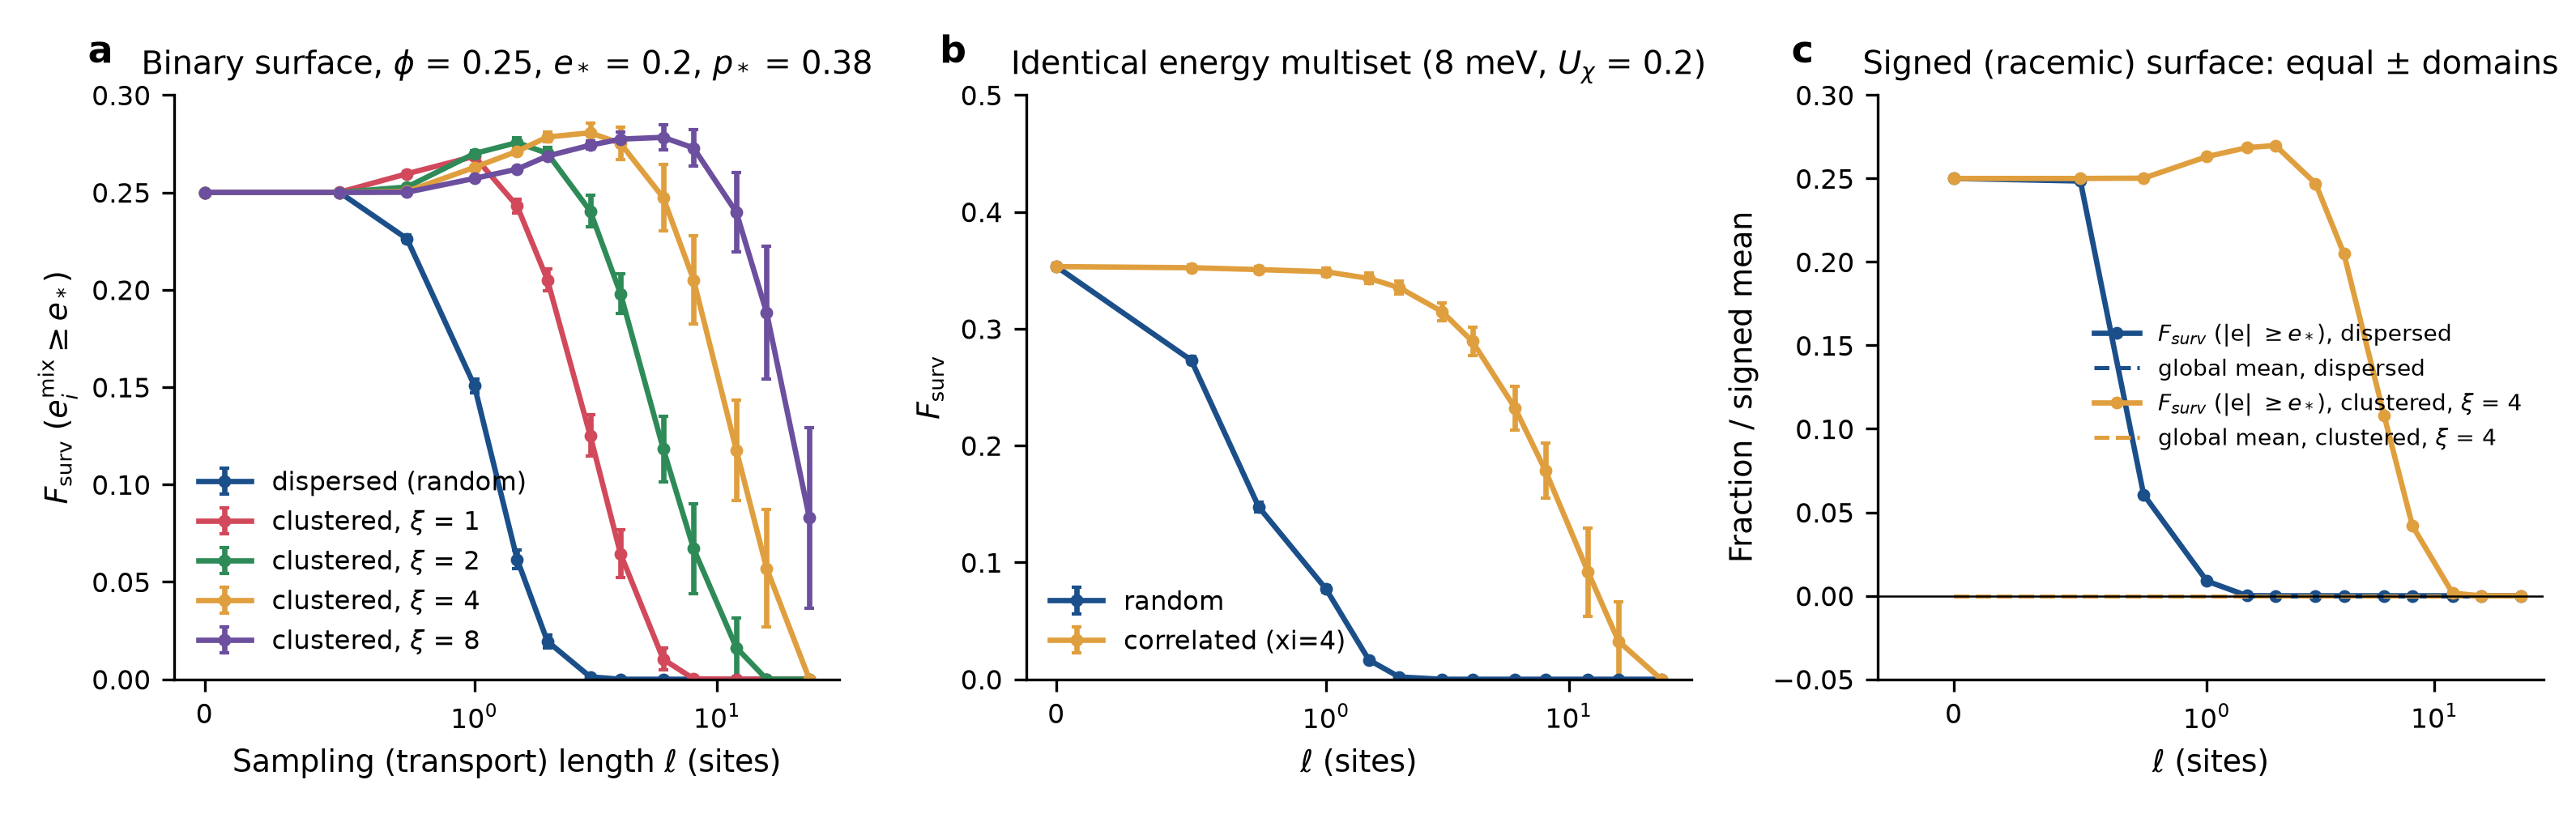 a Binary surface, ϕ = 0.25, e∗ = 0.2, p∗ = 0.38
F_surv (e_i^mix ≥ e∗)
0.30
0.25
0.20
0.15
0.10
0.05
0.00
dispersed (random)
clustered, ξ = 1
clustered, ξ = 2
clustered, ξ = 4
clustered, ξ = 8
0 10^0 10^1
Sampling (transport) length ℓ (sites)
b Identical energy multiset (8 meV, U_χ = 0.2)
F_surv
0.5
0.4
0.3
0.2
0.1
0.0
random
correlated (xi=4)
0 10^0 10^1
ℓ (sites)
c Signed (racemic) surface: equal ± domains
Fraction / signed mean
0.30
0.25
0.20
0.15
0.10
0.05
0.00
−0.05
F_surv (|e| ≥ e∗), dispersed
global mean, dispersed
F_surv (|e| ≥ e∗), clustered, ξ = 4
global mean, clustered, ξ = 4
0 10^0 10^1
ℓ (sites)